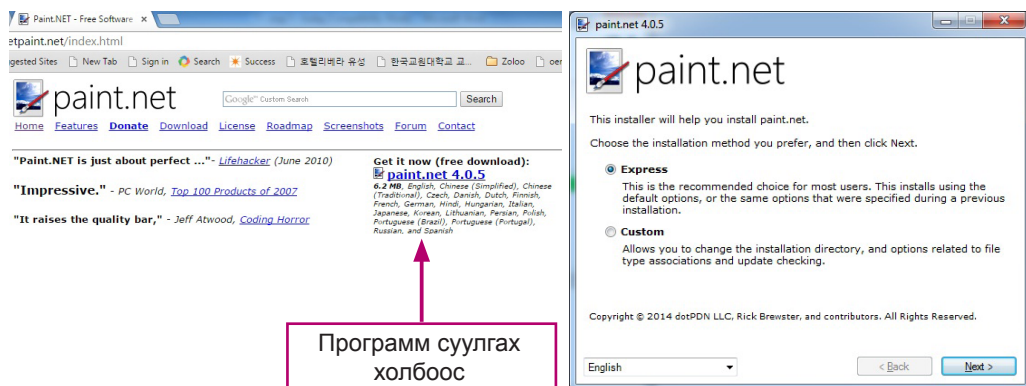 Paint.NET - Free Software
etpaint.net/index.html
gested Sites New Tab Sign in Search Success 호텔리베라 유성 한국교원대학교 교... Zoloo oer
paint.net
Google™ Custom Search Search
Home Features Donate Download License Roadmap Screenshots Forum Contact
"Paint.NET is just about perfect ..."- Lifehacker (June 2010)
"Impressive." - PC World, Top 100 Products of 2007
"It raises the quality bar," - Jeff Atwood, Coding Horror
Get it now (free download):
paint.net 4.0.5
6.2 MB, English, Chinese (Simplified), Chinese
(Traditional), Czech, Danish, Dutch, Finnish,
French, German, Hindi, Hungarian, Italian,
Japanese, Korean, Lithuanian, Persian, Polish,
Portuguese (Brazil), Portuguese (Portugal),
Russian, and Spanish
Программ суулгах
холбоос
paint.net 4.0.5
paint.net
This installer will help you install paint.net.
Choose the installation method you prefer, and then click Next.
Express
This is the recommended choice for most users. This installs using the
default options, or the same options that were specified during a previous
installation.
Custom
Allows you to change the installation directory, and options related to file
type associations and update checking.
Copyright © 2014 dotPDN LLC, Rick Brewster, and contributors. All Rights Reserved.
English
< Back Next >